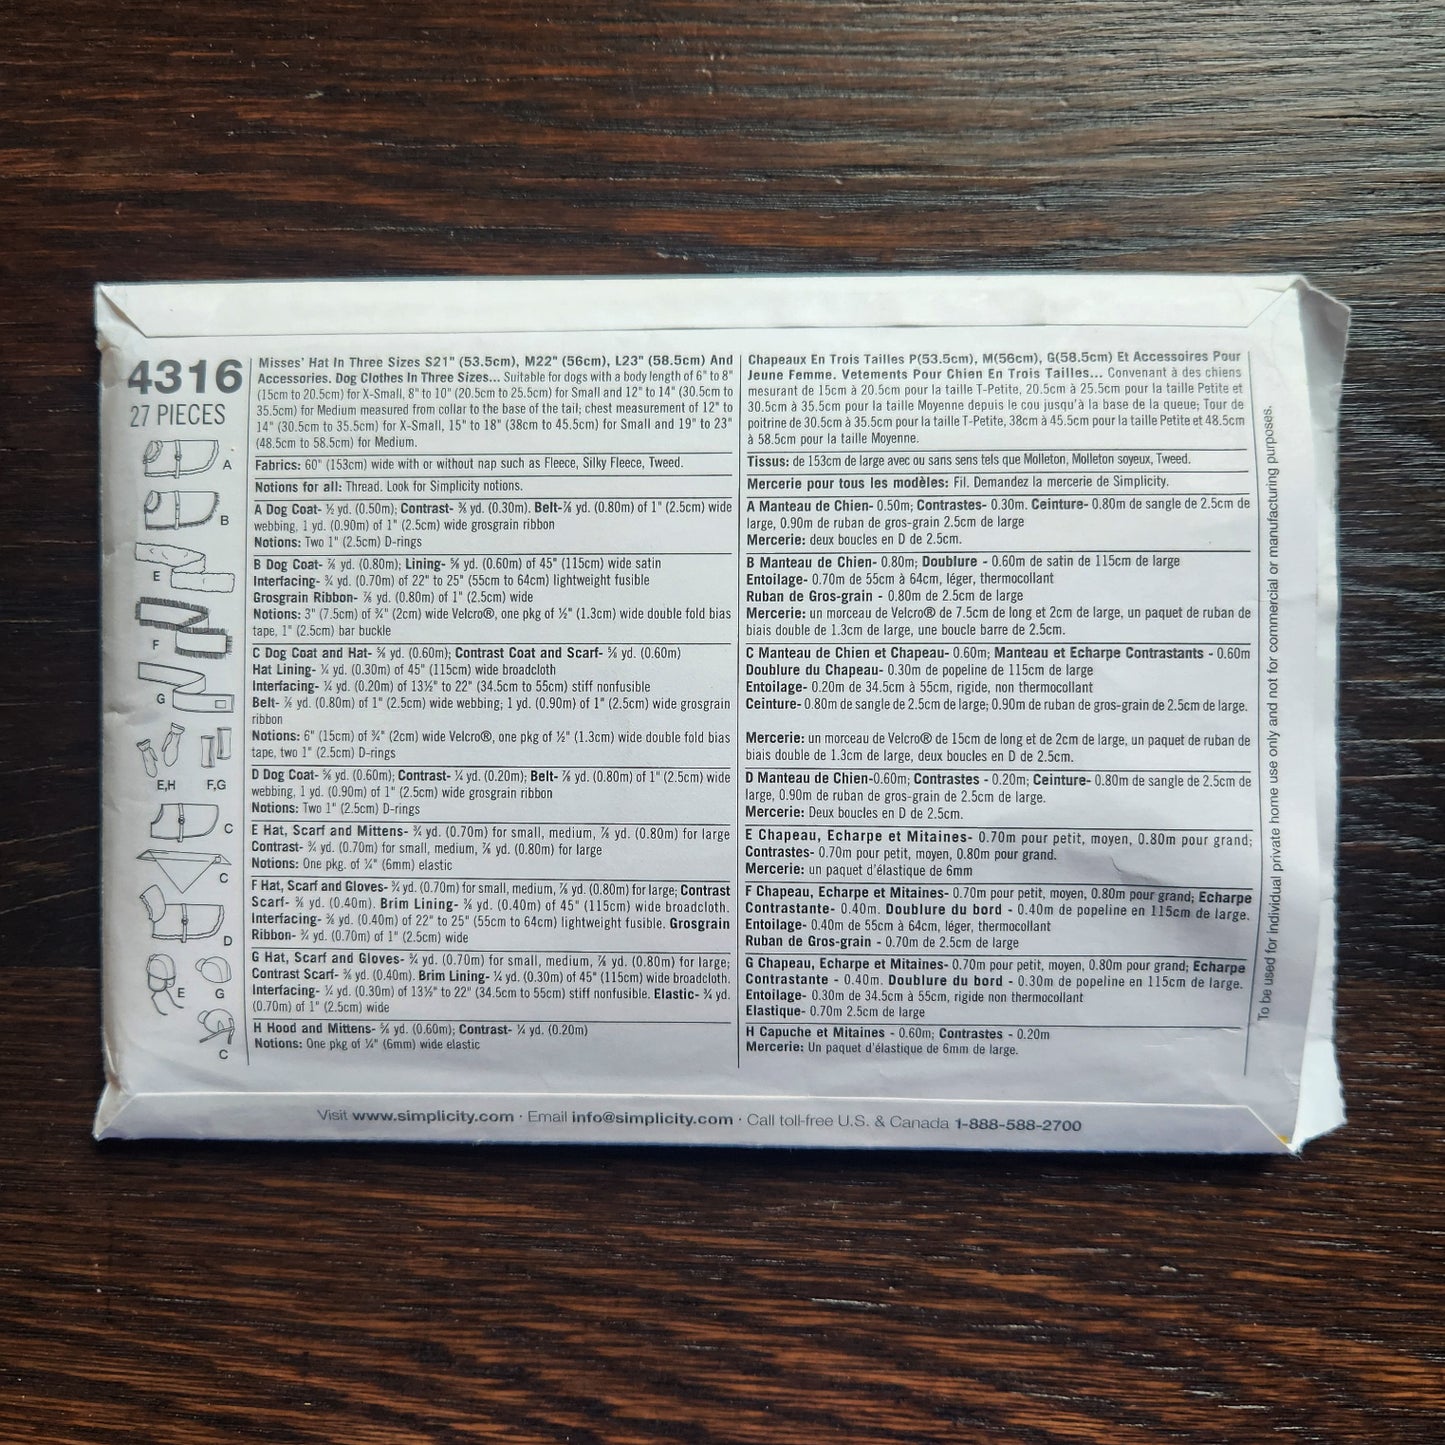 4316
27 PIECES
A
B
E
F
G
E,H F,G
C
C
D
E G
C
Misses' Hat In Three Sizes S21" (53.5cm), M22" (56cm), L23" (58.5cm) And
Accessories. Dog Clothes In Three Sizes... Suitable for dogs with a body length of 6" to 8"
(15cm to 20.5cm) for X-Small, 8" to 10" (20.5cm to 25.5cm) for Small and 12" to 14" (30.5cm to
35.5cm) for Medium measured from collar to the base of the tail; chest measurement of 12" to
14" (30.5cm to 35.5cm) for X-Small, 15" to 18" (38cm to 45.5cm) for Small and 19" to 23"
(48.5cm to 58.5cm) for Medium.
Fabrics: 60" (153cm) wide with or without nap such as Fleece, Silky Fleece, Tweed.
Notions for all: Thread. Look for Simplicity notions.
A Dog Coat- ½ yd. (0.50m); Contrast- ⅜ yd. (0.30m). Belt-⅞ yd. (0.80m) of 1" (2.5cm) wide
webbing, 1 yd. (0.90m) of 1" (2.5cm) wide grosgrain ribbon
Notions: Two 1" (2.5cm) D-rings
B Dog Coat- ⅞ yd. (0.80m); Lining- ⅝ yd. (0.60m) of 45" (115cm) wide satin
Interfacing- ¾ yd. (0.70m) of 22" to 25" (55cm to 64cm) lightweight fusible
Grosgrain Ribbon- ⅞ yd. (0.80m) of 1" (2.5cm) wide
Notions: 3" (7.5cm) of ¾" (2cm) wide Velcro®, one pkg of ½" (1.3cm) wide double fold bias
tape, 1" (2.5cm) bar buckle
C Dog Coat and Hat- ⅝ yd. (0.60m); Contrast Coat and Scarf- ⅝ yd. (0.60m)
Hat Lining- ¼ yd. (0.30m) of 45" (115cm) wide broadcloth
Interfacing- ¼ yd. (0.20m) of 13½" to 22" (34.5cm to 55cm) stiff nonfusible
Belt- ⅞ yd. (0.80m) of 1" (2.5cm) wide webbing; 1 yd. (0.90m) of 1" (2.5cm) wide grosgrain
ribbon
Notions: 6" (15cm) of ¾" (2cm) wide Velcro®, one pkg of ½" (1.3cm) wide double fold bias
tape, two 1" (2.5cm) D-rings
D Dog Coat- ⅝ yd. (0.60m); Contrast- ¼ yd. (0.20m); Belt- ⅞ yd. (0.80m) of 1" (2.5cm) wide
webbing, 1 yd. (0.90m) of 1" (2.5cm) wide grosgrain ribbon
Notions: Two 1" (2.5cm) D-rings
E Hat, Scarf and Mittens- ¾ yd. (0.70m) for small, medium, ⅞ yd. (0.80m) for large
Contrast- ¾ yd. (0.70m) for small, medium, ⅞ yd. (0.80m) for large
Notions: One pkg. of ¼" (6mm) elastic
F Hat, Scarf and Gloves- ¾ yd. (0.70m) for small, medium, ⅞ yd. (0.80m) for large; Contrast
Scarf- ⅜ yd. (0.40m). Brim Lining- ⅜ yd. (0.40m) of 45" (115cm) wide broadcloth.
Interfacing- ⅜ yd. (0.40m) of 22" to 25" (55cm to 64cm) lightweight fusible. Grosgrain
Ribbon- ¾ yd. (0.70m) of 1" (2.5cm) wide
G Hat, Scarf and Gloves- ¾ yd. (0.70m) for small, medium, ⅞ yd. (0.80m) for large;
Contrast Scarf- ⅜ yd. (0.40m). Brim Lining- ¼ yd. (0.30m) of 45" (115cm) wide broadcloth.
Interfacing- ¼ yd. (0.30m) of 13½" to 22" (34.5cm to 55cm) stiff nonfusible. Elastic- ¾ yd.
(0.70m) of 1" (2.5cm) wide
H Hood and Mittens- ⅝ yd. (0.60m); Contrast- ¼ yd. (0.20m)
Notions: One pkg of ¼" (6mm) wide elastic
Chapeaux En Trois Tailles P(53.5cm), M(56cm), G(58.5cm) Et Accessoires Pour
Jeune Femme. Vetements Pour Chien En Trois Tailles... Convenant à des chiens
mesurant de 15cm à 20.5cm pour la taille T-Petite, 20.5cm à 25.5cm pour la taille Petite et
30.5cm à 35.5cm pour la taille Moyenne depuis le cou jusqu'à la base de la queue; Tour de
poitrine de 30.5cm à 35.5cm pour la taille T-Petite, 38cm à 45.5cm pour la taille Petite et 48.5cm
à 58.5cm pour la taille Moyenne.
Tissus: de 153cm de large avec ou sans sens tels que Molleton, Molleton soyeux, Tweed.
Mercerie pour tous les modèles: Fil. Demandez la mercerie de Simplicity.
A Manteau de Chien- 0.50m; Contrastes- 0.30m. Ceinture- 0.80m de sangle de 2.5cm de
large, 0.90m de ruban de gros-grain 2.5cm de large
Mercerie: deux boucles en D de 2.5cm.
B Manteau de Chien- 0.80m; Doublure - 0.60m de satin de 115cm de large
Entoilage- 0.70m de 55cm à 64cm, léger, thermocollant
Ruban de Gros-grain - 0.80m de 2.5cm de large
Mercerie: un morceau de Velcro® de 7.5cm de long et 2cm de large, un paquet de ruban de
biais double de 1.3cm de large, une boucle barre de 2.5cm.
C Manteau de Chien et Chapeau- 0.60m; Manteau et Echarpe Contrastants - 0.60m
Doublure du Chapeau- 0.30m de popeline de 115cm de large
Entoilage- 0.20m de 34.5cm à 55cm, rigide, non thermocollant
Ceinture- 0.80m de sangle de 2.5cm de large; 0.90m de ruban de gros-grain de 2.5cm de large.
Mercerie: un morceau de Velcro® de 15cm de long et de 2cm de large, un paquet de ruban de
biais double de 1.3cm de large, deux boucles en D de 2.5cm.
D Manteau de Chien-0.60m; Contrastes - 0.20m; Ceinture- 0.80m de sangle de 2.5cm de
large, 0.90m de ruban de gros-grain de 2.5cm de large.
Mercerie: Deux boucles en D de 2.5cm.
E Chapeau, Echarpe et Mitaines- 0.70m pour petit, moyen, 0.80m pour grand;
Contrastes- 0.70m pour petit, moyen, 0.80m pour grand.
Mercerie: un paquet d'élastique de 6mm
F Chapeau, Echarpe et Mitaines- 0.70m pour petit, moyen, 0.80m pour grand; Echarpe
Contrastante- 0.40m. Doublure du bord - 0.40m de popeline en 115cm de large.
Entoilage- 0.40m de 55cm à 64cm, léger, thermocollant
Ruban de Gros-grain - 0.70m de 2.5cm de large
G Chapeau, Echarpe et Mitaines- 0.70m pour petit, moyen, 0.80m pour grand; Echarpe
Contrastante - 0.40m. Doublure du bord - 0.30m de popeline en 115cm de large.
Entoilage- 0.30m de 34.5cm à 55cm, rigide non thermocollant
Elastique- 0.70m 2.5cm de large
H Capuche et Mitaines - 0.60m; Contrastes - 0.20m
Mercerie: Un paquet d'élastique de 6mm de large.
To be used for individual private home use only and not for commercial or manufacturing purposes.
Visit www.simplicity.com · Email info@simplicity.com · Call toll-free U.S. & Canada 1-888-588-2700